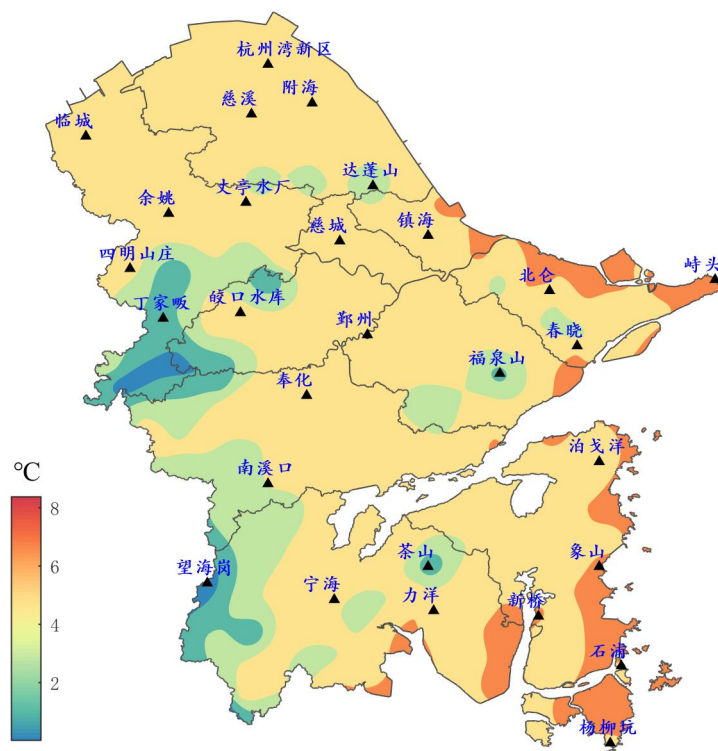 杭州湾新区
附海
慈溪
临城
达蓬山
丈亭水厂
余姚
镇海
慈城
四明山庄
峙头
北仑
皎口水库
丁家畈
鄞州
春晓
福泉山
奉化
泊戈洋
℃
南溪口
8
6
4
2
望海岗
茶山
象山
宁海
力洋
新桥
石浦
杨柳坑